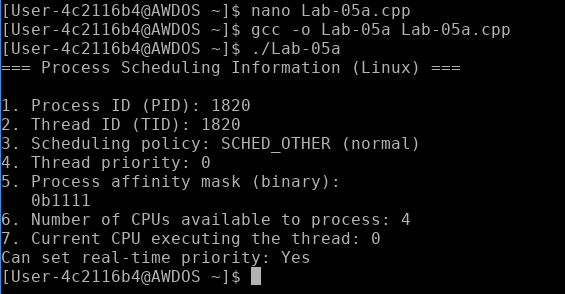 [User-4c2116b4@AWDOS ~]$ nano Lab-05a.cpp
[User-4c2116b4@AWDOS ~]$ gcc -o Lab-05a Lab-05a.cpp
[User-4c2116b4@AWDOS ~]$ ./Lab-05a
=== Process Scheduling Information (Linux) ===
1. Process ID (PID): 1820
2. Thread ID (TID): 1820
3. Scheduling policy: SCHED_OTHER (normal)
4. Thread priority: 0
5. Process affinity mask (binary):
   0b1111
6. Number of CPUs available to process: 4
7. Current CPU executing the thread: 0
Can set real-time priority: Yes
[User-4c2116b4@AWDOS ~]$